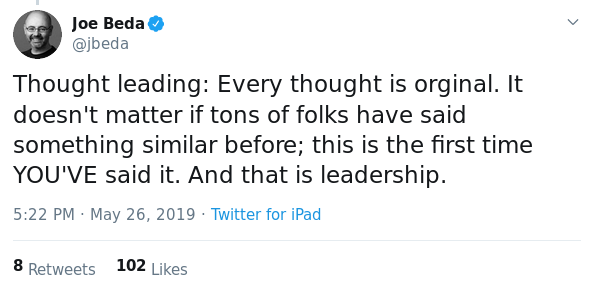 Joe Beda
@jbeda
Thought leading: Every thought is orginal. It
doesn't matter if tons of folks have said
something similar before; this is the first time
YOU'VE said it. And that is leadership.
5:22 PM · May 26, 2019 · Twitter for iPad
8 Retweets 102 Likes